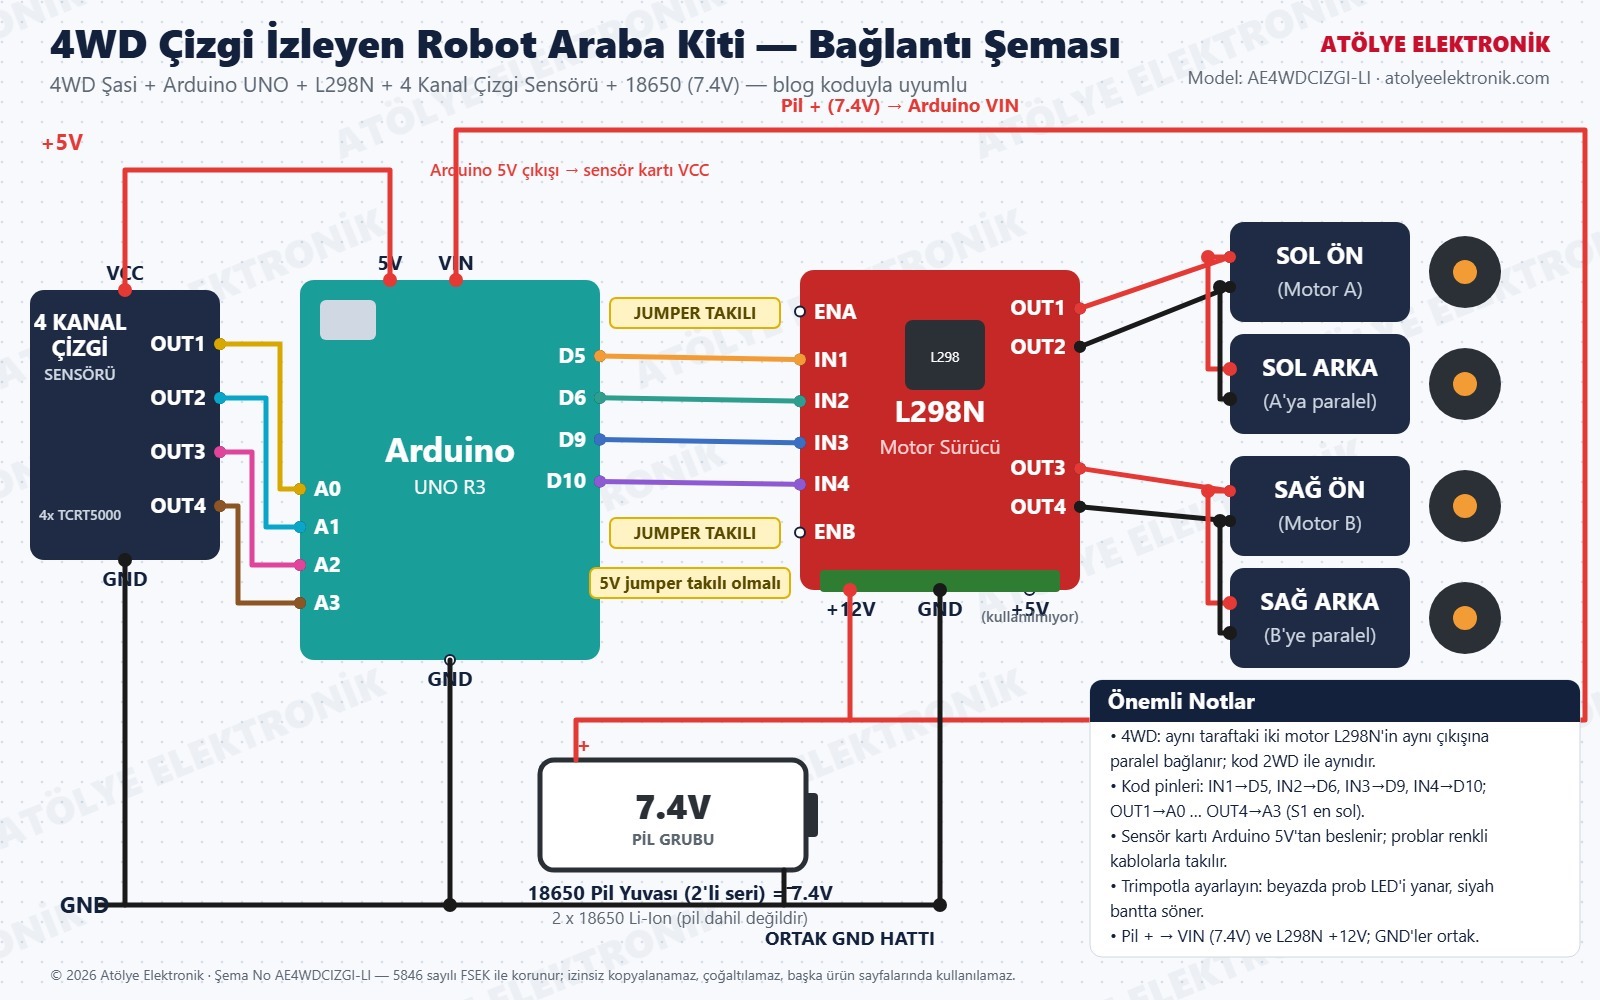 4WD Çizgi İzleyen Robot Araba Kiti — Bağlantı Şeması
ATÖLYE ELEKTRONİK
4WD Şasi + Arduino UNO + L298N + 4 Kanal Çizgi Sensörü + 18650 (7.4V) — blog koduyla uyumlu
Model: AE4WDCIZGI-LI · atolyeelektronik.com
Pil + (7.4V) → Arduino VIN
+5V
Arduino 5V çıkışı → sensör kartı VCC
VCC
5V
VIN
4 KANAL
ÇİZGİ
SENSÖRÜ
OUT1
OUT2
OUT3
OUT4
4x TCRT5000
GND
Arduino
UNO R3
D5
D6
D9
D10
A0
A1
A2
A3
GND
JUMPER TAKILI
JUMPER TAKILI
5V jumper takılı olmalı
ENA
IN1
IN2
IN3
IN4
ENB
L298
L298N
Motor Sürücü
OUT1
OUT2
OUT3
OUT4
+12V
GND
+5V
(kullanılmıyor)
SOL ÖN
(Motor A)
SOL ARKA
(A'ya paralel)
SAĞ ÖN
(Motor B)
SAĞ ARKA
(B'ye paralel)
+
7.4V
PİL GRUBU
–
18650 Pil Yuvası (2'li seri) = 7.4V
2 x 18650 Li-Ion (pil dahil değildir)
GND
ORTAK GND HATTI
Önemli Notlar
• 4WD: aynı taraftaki iki motor L298N'in aynı çıkışına
paralel bağlanır; kod 2WD ile aynıdır.
• Kod pinleri: IN1→D5, IN2→D6, IN3→D9, IN4→D10;
OUT1→A0 ... OUT4→A3 (S1 en sol).
• Sensör kartı Arduino 5V'tan beslenir; problar renkli
kablolarla takılır.
• Trimpotla ayarlayın: beyazda prob LED'i yanar, siyah
bantta söner.
• Pil + → VIN (7.4V) ve L298N +12V; GND'ler ortak.
© 2026 Atölye Elektronik · Şema No AE4WDCIZGI-LI — 5846 sayılı FSEK ile korunur; izinsiz kopyalanamaz, çoğaltılamaz, başka ürün sayfalarında kullanılamaz.